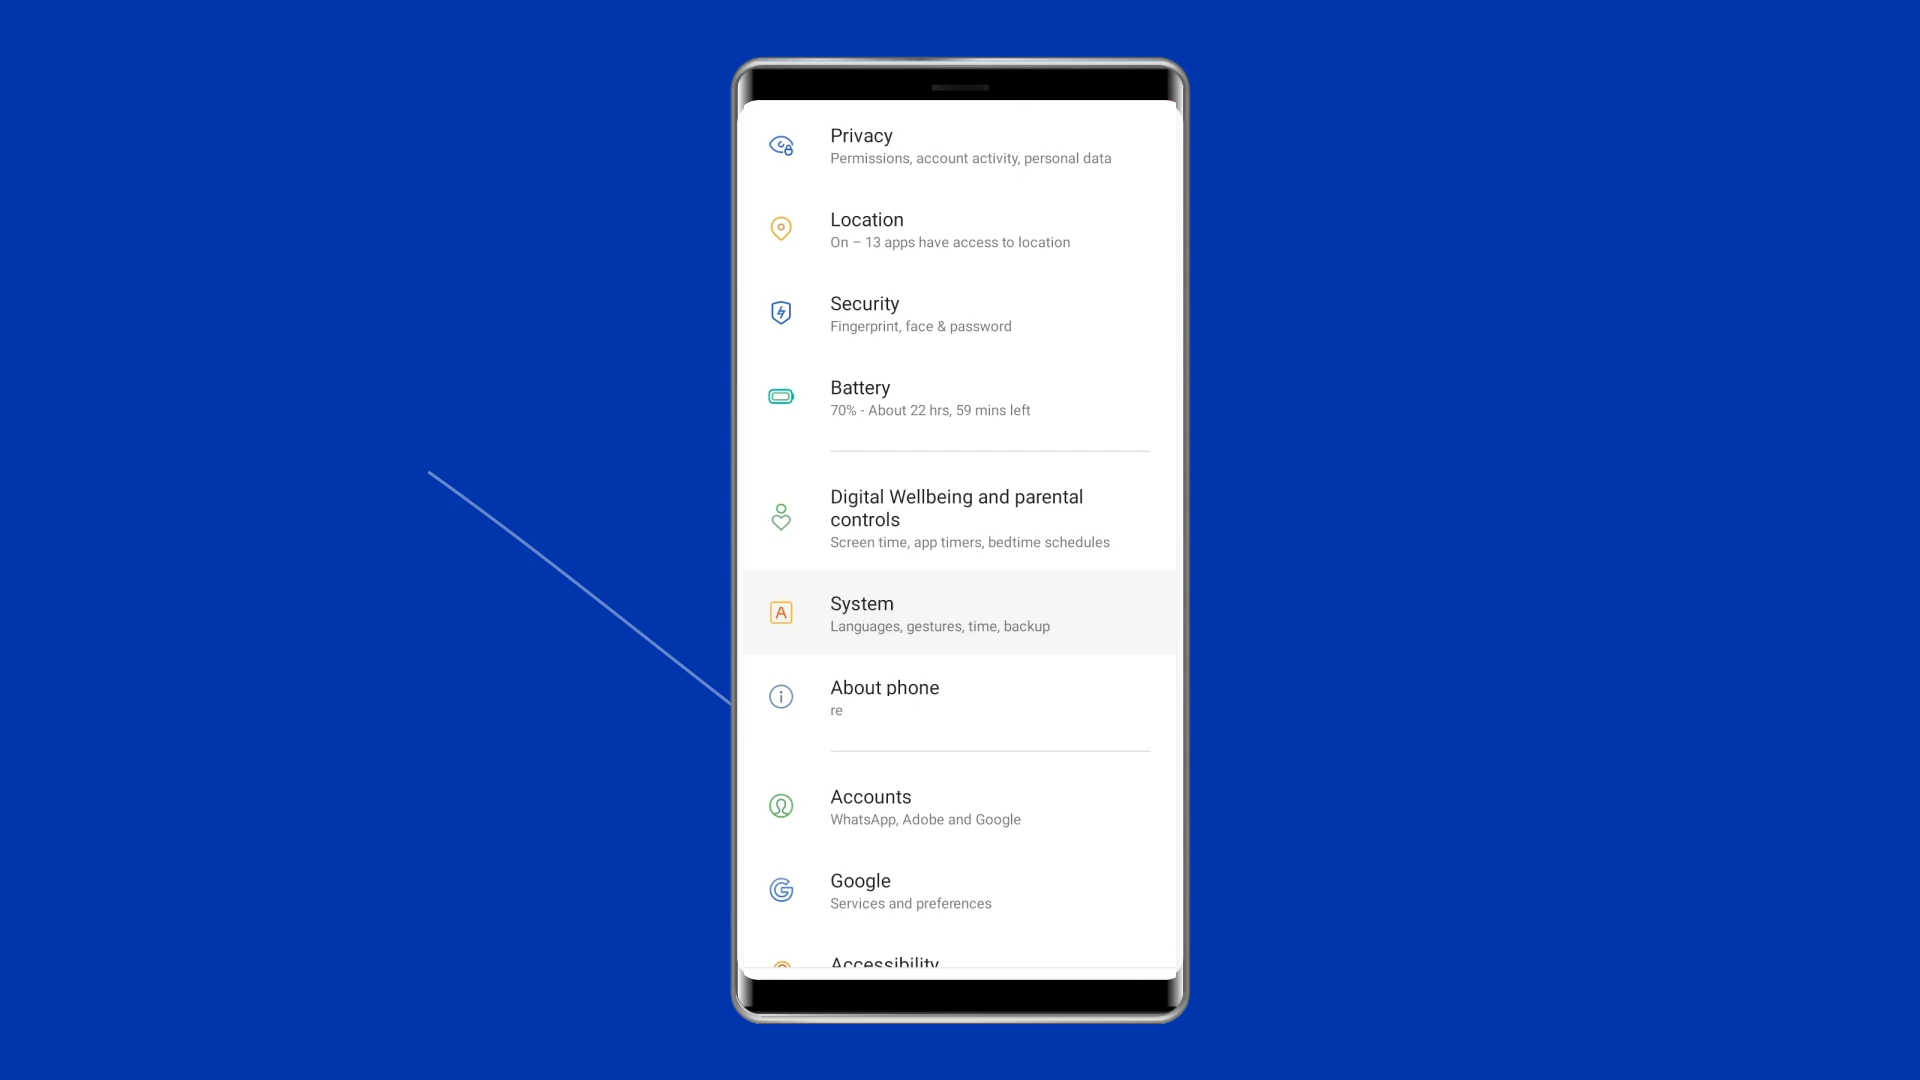 Privacy
Permissions, account activity, personal data
Location
On – 13 apps have access to location
Security
Fingerprint, face & password
Battery
70% - About 22 hrs, 59 mins left
Digital Wellbeing and parental
controls
Screen time, app timers, bedtime schedules
A
System
Languages, gestures, time, backup
About phone
re
Accounts
WhatsApp, Adobe and Google
Google
Services and preferences
Accessibility